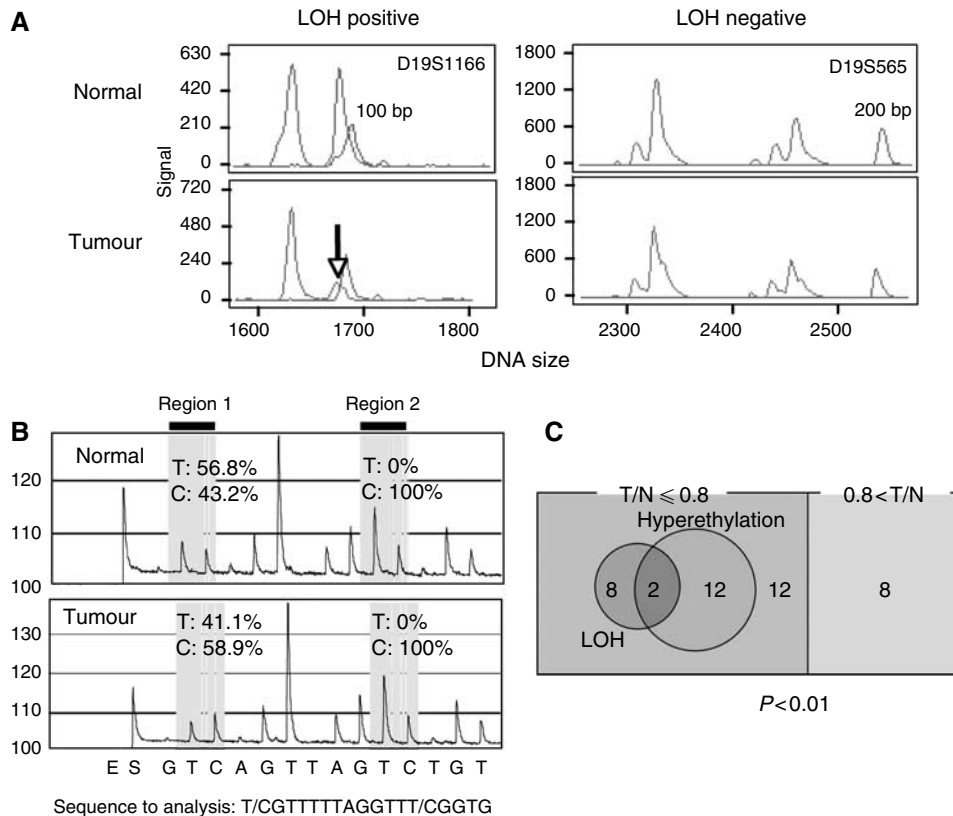 A
LOH positive
LOH negative
Normal
Tumour
Signal
630
420
210
0
D19S1166
100 bp
720
480
240
0
1600
1700
1800
1800
1200
600
0
D19S565
200 bp
1800
1200
600
0
2300
2400
2500
DNA size
B
Region 1
Region 2
Normal
T: 56.8%
C: 43.2%
T: 0%
C: 100%
120
110
100
Tumour
T: 41.1%
C: 58.9%
T: 0%
C: 100%
130
120
110
100
E S G T C A G T T A G T C T G T
Sequence to analysis: T/CGTTTTTAGGTTT/CGGTG
C
T/N ⩽ 0.8
0.8<T/N
Hyperethylation
8
2
12
12
8
LOH
P<0.01